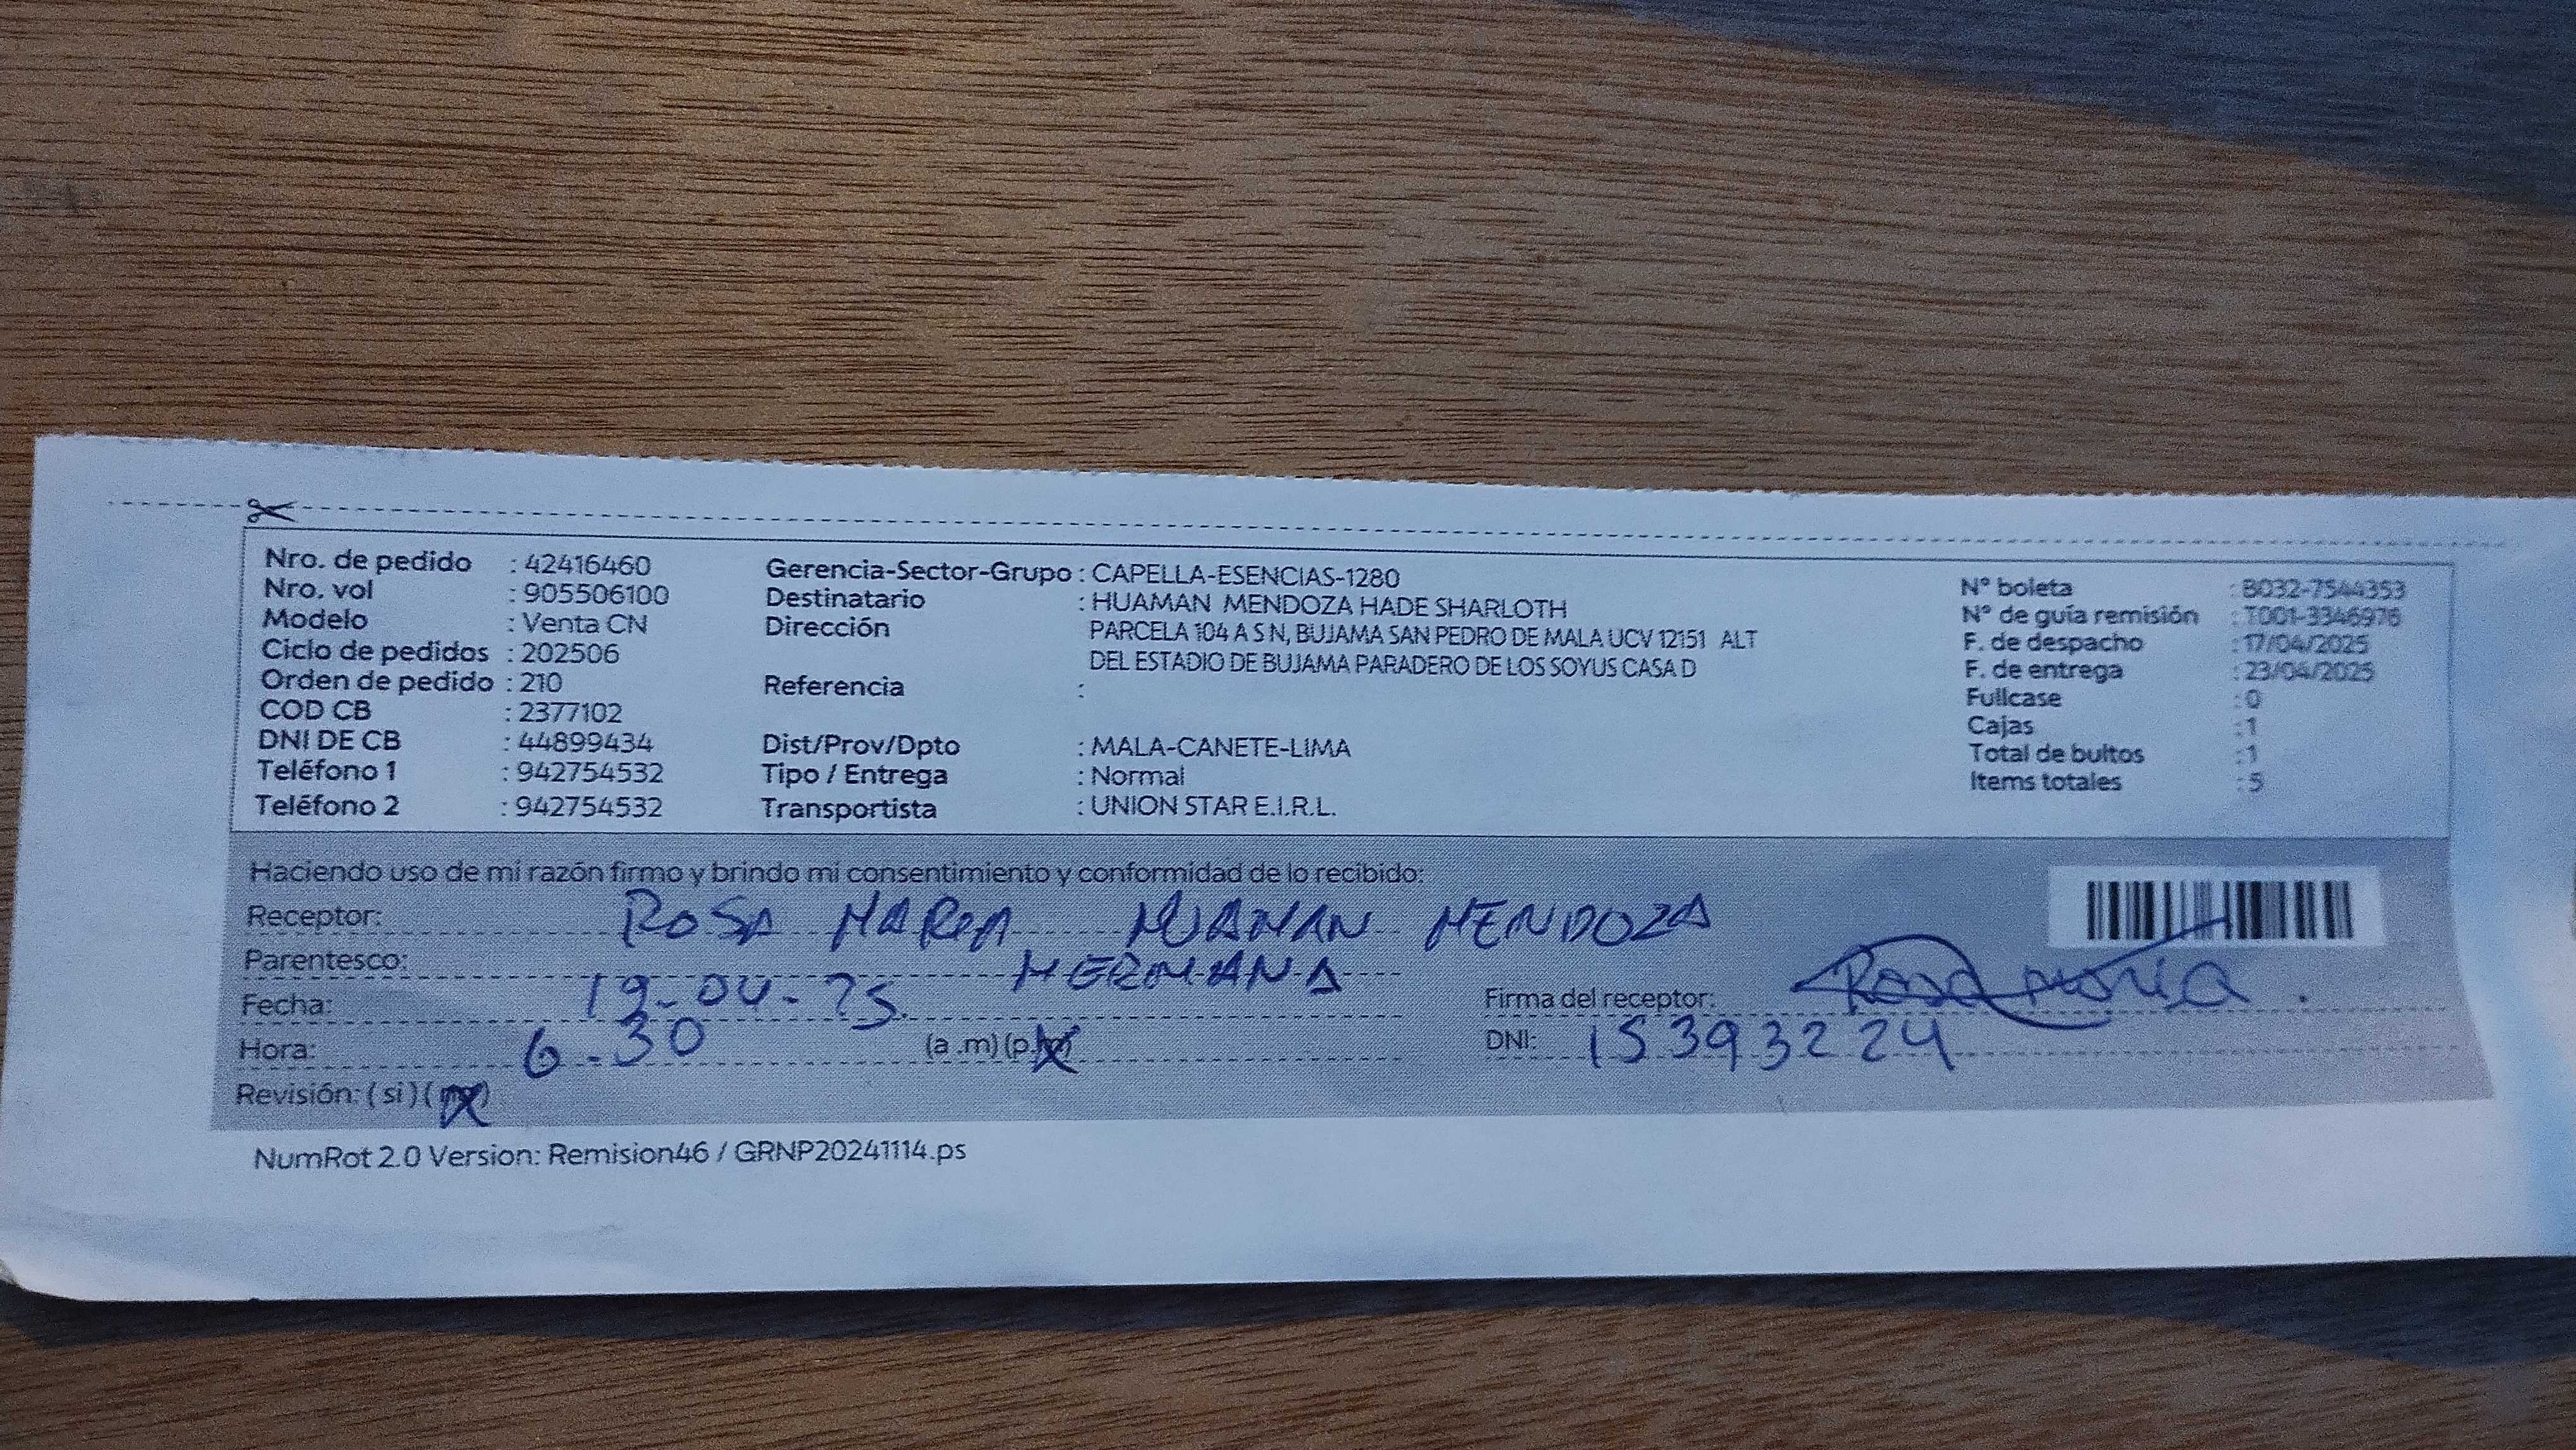 Nro. de pedido : 42416460
Nro. vol : 905506100
Modelo : Venta CN
Ciclo de pedidos : 202506
Orden de pedido : 210
COD CB : 2377102
DNI DE CB : 44899434
Teléfono 1 : 942754532
Teléfono 2 : 942754532
Gerencia-Sector-Grupo : CAPELLA-ESENCIAS-1280
Destinatario : HUAMAN MENDOZA HADE SHARLOTH
Dirección PARCELA 104 A S N, BUJAMA SAN PEDRO DE MALA UCV 12151 ALT
DEL ESTADIO DE BUJAMA PARADERO DE LOS SOYUS CASA D
Referencia :
Dist/Prov/Dpto : MALA-CANETE-LIMA
Tipo / Entrega : Normal
Transportista : UNION STAR E.I.R.L.
N° boleta : B032-7544353
N° de guía remisión : T001-3346976
F. de despacho : 17/04/2025
F. de entrega : 23/04/2025
Fullcase : 0
Cajas : 1
Total de bultos : 1
Items totales : 5
Haciendo uso de mi razón firmo y brindo mi consentimiento y conformidad de lo recibido:
Receptor: ROSA MARIA HUAMAN MENDOZA
Parentesco: HERMANA
Fecha: 19-04-25.
Hora: 6.30 (a .m) (p.m)
Revisión: ( si ) ( no )
Firma del receptor: Rosa Maria
DNI: 15393224
NumRot 2.0 Version: Remision46 / GRNP20241114.ps